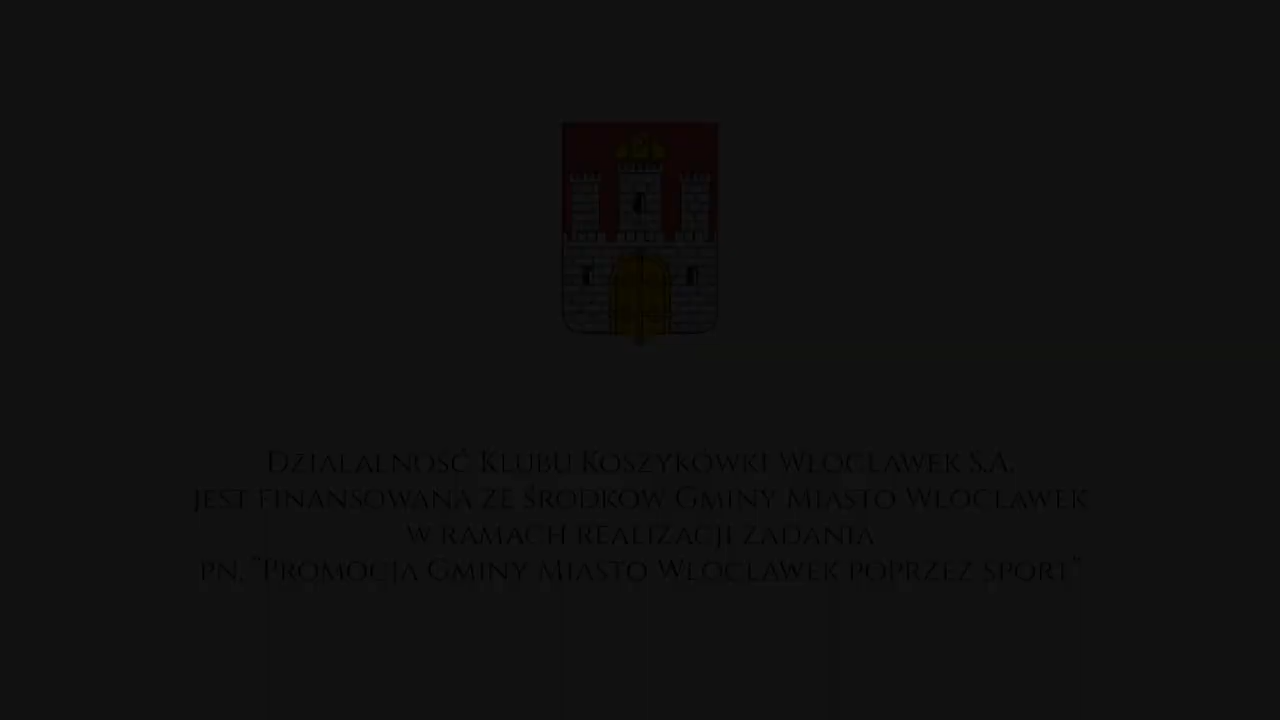 Działalność Klubu Koszykówki Włocławek S.A.
jest finansowana ze środków Gminy Miasto Włocławek
w ramach realizacji zadania
pn. "Promocja Gminy Miasto Włocławek poprzez sport"